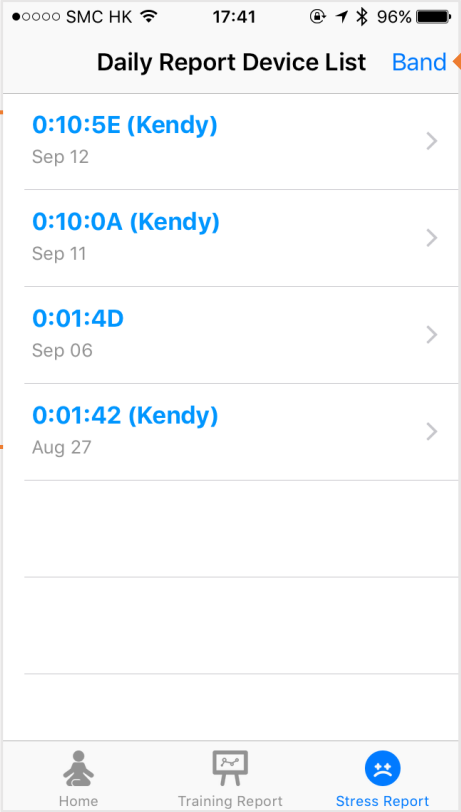 SMC HK 17:41 96%
Daily Report Device List Band
0:10:5E (Kendy)
Sep 12
0:10:0A (Kendy)
Sep 11
0:01:4D
Sep 06
0:01:42 (Kendy)
Aug 27
Home Training Report Stress Report